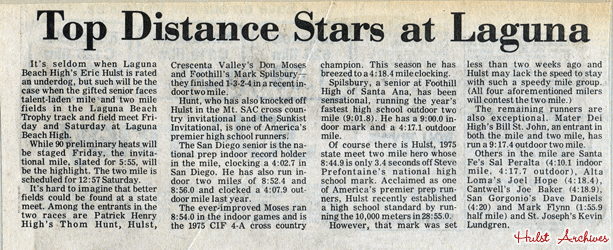 Top Distance Stars at Laguna
It's seldom when Laguna
Beach High's Eric Hulst is rated
an underdog, but such will be the
case when the gifted senior faces
talent-laden mile and two mile
fields in the Laguna Beach
Trophy track and field meet Fri-
day and Saturday at Laguna
Beach High.
While 90 preliminary heats will
be staged Friday, the invita-
tional mile, slated for 5:55, will
be the highlight. The two mile is
scheduled for 12:57 Saturday.
It's hard to imagine that better
fields could be found at a state
meet. Among the entrants in the
two races are Patrick Henry
High's Thom Hunt, Hulst,
Crescenta Valley's Don Moses
and Foothill's Mark Spilsbury—
they finished 1-3-2-4 in a recent in-
door two mile.
Hunt, who has also knocked off
Hulst in the Mt. SAC cross coun-
try invitational and the Sunkist
Invitational, is one of America's
premier high school runners.
The San Diego senior is the na-
tional prep indoor record holder
in the mile, clocking a 4:02.7 in
San Diego. He has also run in-
door two miles of 8:52.4 and
8:56.0 and clocked a 4:07.9 out-
door mile last year.
The ever-improved Moses ran
8:54.0 in the indoor games and is
the 1975 CIF 4-A cross country
champion. This season he has
breezed to a 4:18.4 mile clocking.
Spilsbury, a senior at Foothill
High of Santa Ana, has been
sensational, running the year's
fastest high school outdoor two
mile (9:01.8). He has a 9:00.0 in-
door mark and a 4:17.1 outdoor
mile.
Of course there is Hulst, 1975
state meet two mile hero whose
8:44.9 is only 3.4 seconds off Steve
Prefontaine's national high
school mark. Acclaimed as one
of America's premier prep run-
ners, Hulst recently established
a high school standard by runn-
ing the 10,000 meters in 28:55.0.
However, that mark was set
less than two weeks ago and
Hulst may lack the speed to stay
with such a speedy mile group.
(All four aforementioned milers
will contest the two mile.)
The remaining runners are
also exceptional. Mater Dei
High's Bill St. John, an entrant in
both the mile and two mile, has
run a 9:17.4 outdoor two mile.
Others in the mile are Santa
Fe's Sal Peralta (4:10.1 indoor
mile, 4:17.7 outdoor), Alta
Loma's Joel Hope (4:18.4),
Cantwell's Joe Baker (4:18.9),
San Gorgonio's Dave Daniels
(4:20) and Mark Flynn (1:55.9
half mile) and St. Joseph's Kevin
Lundgren.
Hulst Archives